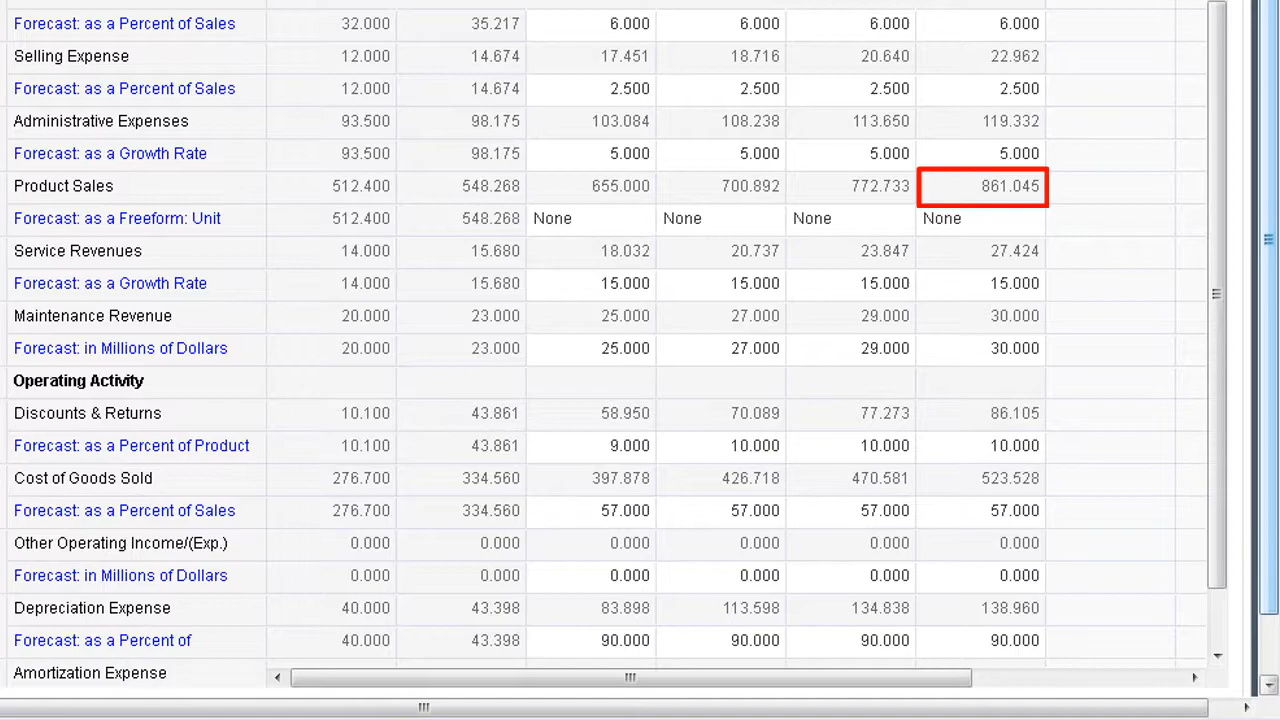 Forecast: as a Percent of Sales 32.000 35.217 6.000 6.000 6.000 6.000
Selling Expense 12.000 14.674 17.451 18.716 20.640 22.962
Forecast: as a Percent of Sales 12.000 14.674 2.500 2.500 2.500 2.500
Administrative Expenses 93.500 98.175 103.084 108.238 113.650 119.332
Forecast: as a Growth Rate 93.500 98.175 5.000 5.000 5.000 5.000
Product Sales 512.400 548.268 655.000 700.892 772.733 861.045
Forecast: as a Freeform: Unit 512.400 548.268 None None None None
Service Revenues 14.000 15.680 18.032 20.737 23.847 27.424
Forecast: as a Growth Rate 14.000 15.680 15.000 15.000 15.000 15.000
Maintenance Revenue 20.000 23.000 25.000 27.000 29.000 30.000
Forecast: in Millions of Dollars 20.000 23.000 25.000 27.000 29.000 30.000
Operating Activity
Discounts & Returns 10.100 43.861 58.950 70.089 77.273 86.105
Forecast: as a Percent of Product 10.100 43.861 9.000 10.000 10.000 10.000
Cost of Goods Sold 276.700 334.560 397.878 426.718 470.581 523.528
Forecast: as a Percent of Sales 276.700 334.560 57.000 57.000 57.000 57.000
Other Operating Income/(Exp.) 0.000 0.000 0.000 0.000 0.000 0.000
Forecast: in Millions of Dollars 0.000 0.000 0.000 0.000 0.000 0.000
Depreciation Expense 40.000 43.398 83.898 113.598 134.838 138.960
Forecast: as a Percent of 40.000 43.398 90.000 90.000 90.000 90.000
Amortization Expense